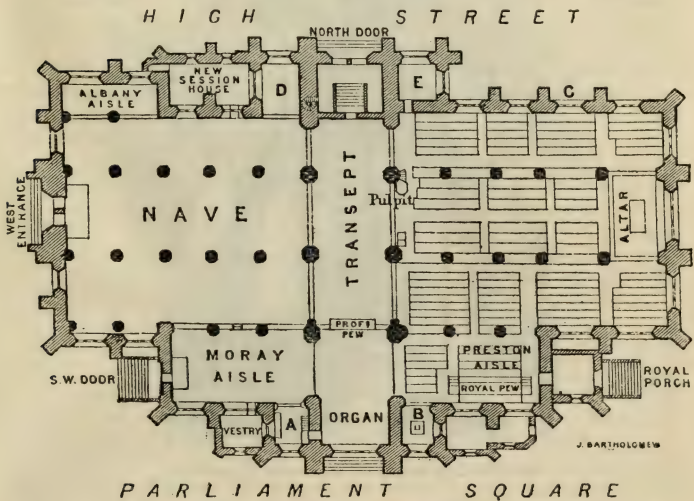 HIGH STREET
NORTH DOOR
NEW
SESSION
HOUSE
D
E
C
ALBANY
AISLE
WEST
ENTRANCE
NAVE
TRANSEPT
Pulpit
ALTAR
PROF.S
PEW
MORAY
AISLE
PRESTON
AISLE
ROYAL PEW
S.W. DOOR
ROYAL
PORCH
VESTRY
A
ORGAN
B
J. BARTHOLOMEW
PARLIAMENT SQUARE